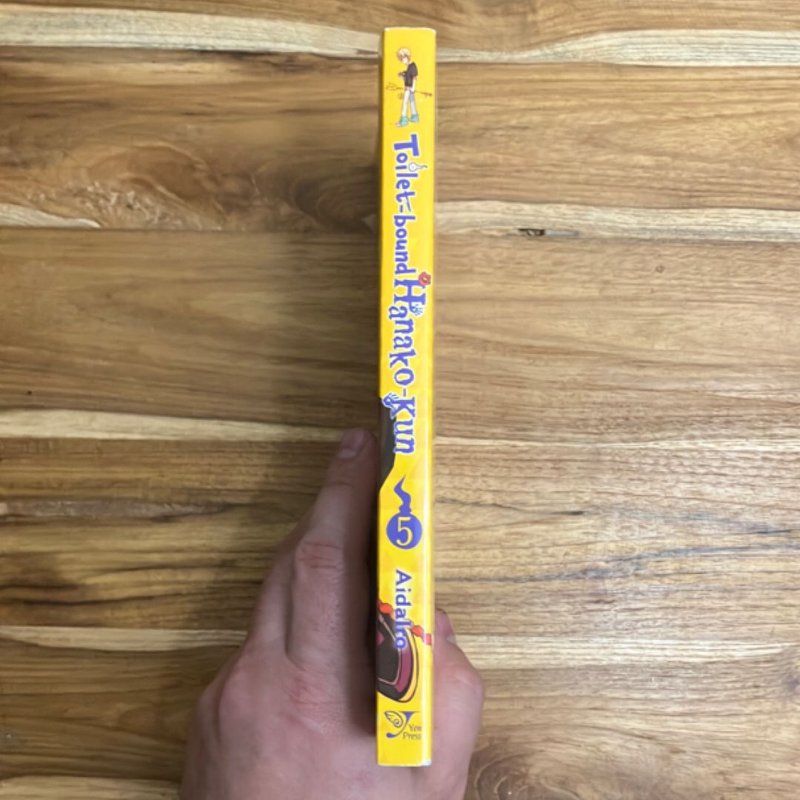 Toilet-bound Hanako-Kun
5
AidaIro
Yen
Press